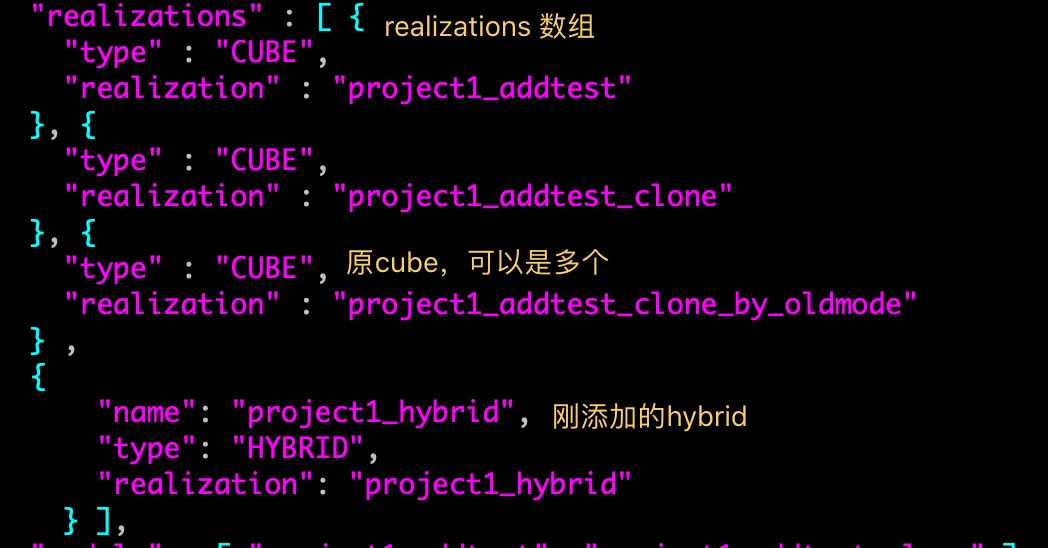 "realizations" : [ { realizations 数组
"type" : "CUBE",
"realization" : "project1_addtest"
}, {
"type" : "CUBE",
"realization" : "project1_addtest_clone"
}, {
"type" : "CUBE", 原cube，可以是多个
"realization" : "project1_addtest_clone_by_oldmode"
} ,
{
"name": "project1_hybrid", 刚添加的hybrid
"type": "HYBRID",
"realization": "project1_hybrid"
} ],